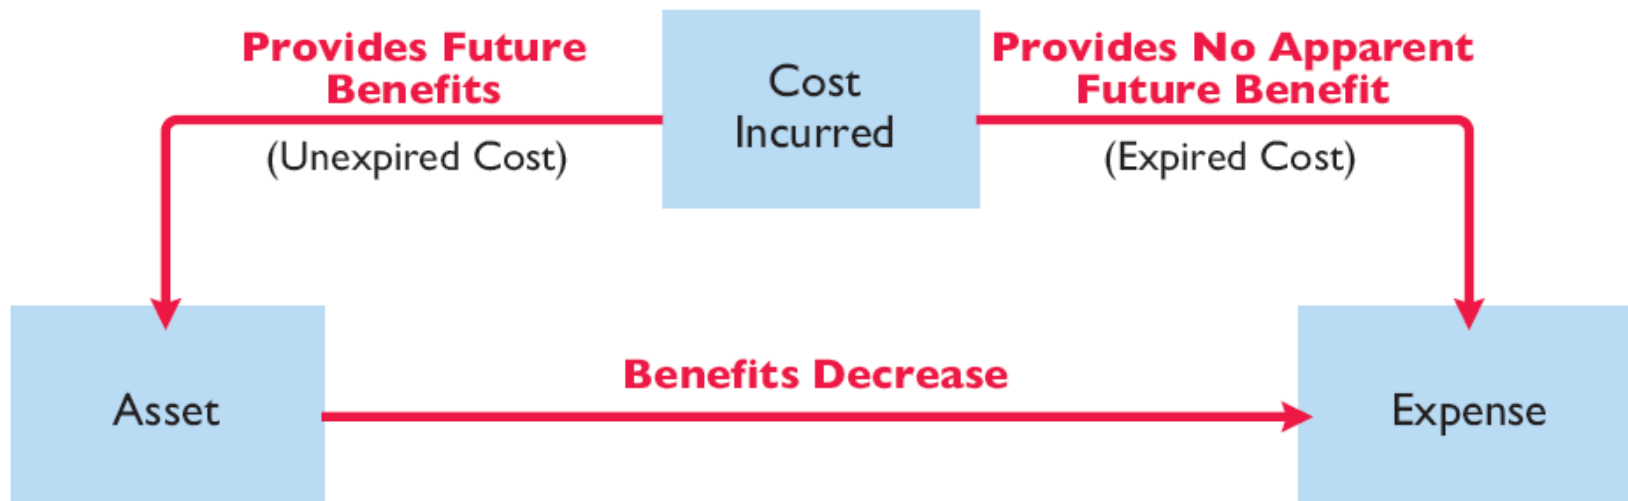 Provides Future
Benefits
(Unexpired Cost)
Cost
Incurred
Provides No Apparent
Future Benefit
(Expired Cost)
Asset
Benefits Decrease
Expense